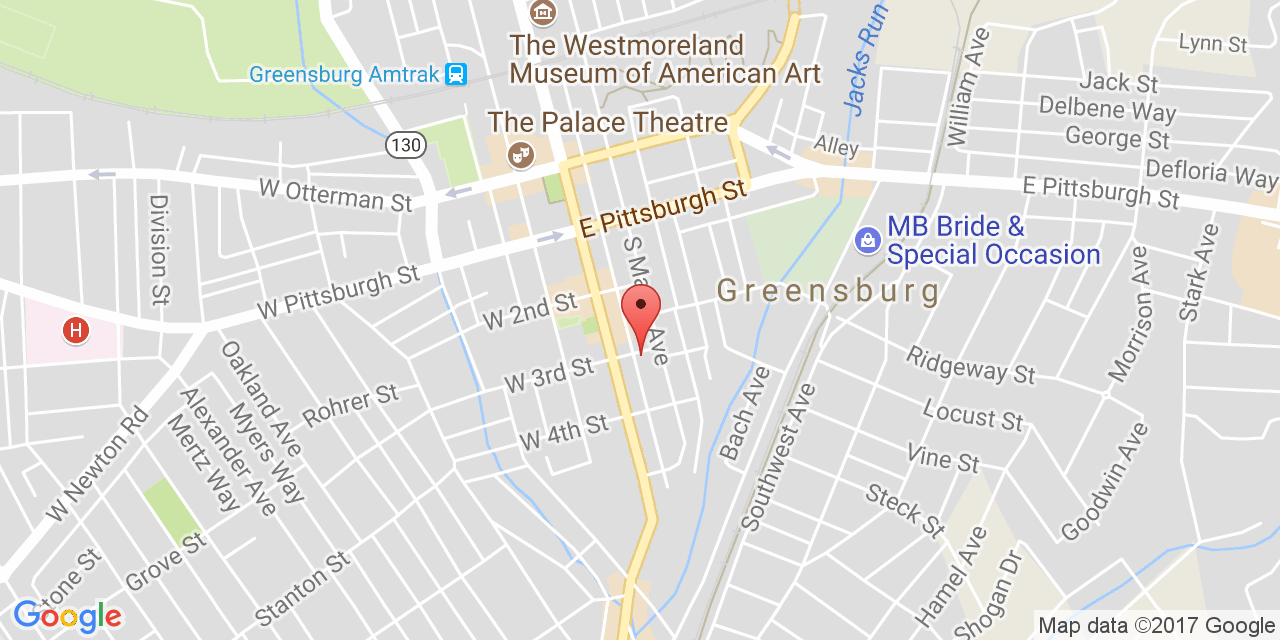 The Westmoreland
Museum of American Art
Greensburg Amtrak
Jacks Run
William Ave
Lynn St
Jack St
Delbene Way
George St
Defloria Way
The Palace Theatre
130
Alley
W Otterman St
E Pittsburgh St
E Pittsburgh St
Division St
S Ma
Ave
MB Bride &
Special Occasion
W Pittsburgh St
Greensburg
W 2nd St
Morrison Ave
Stark Ave
H
W 3rd St
Oakland Ave
Rohrer St
Myers Way
Alexander Ave
Mertz Way
W 4th St
Bach Ave
Southwest Ave
Ridgeway St
Locust St
Vine St
Goodwin Ave
Steck St
W Newton Rd
Grove St
Stanton St
Stone St
Hamel Ave
Shogan Dr
Google
Map data ©2017 Google